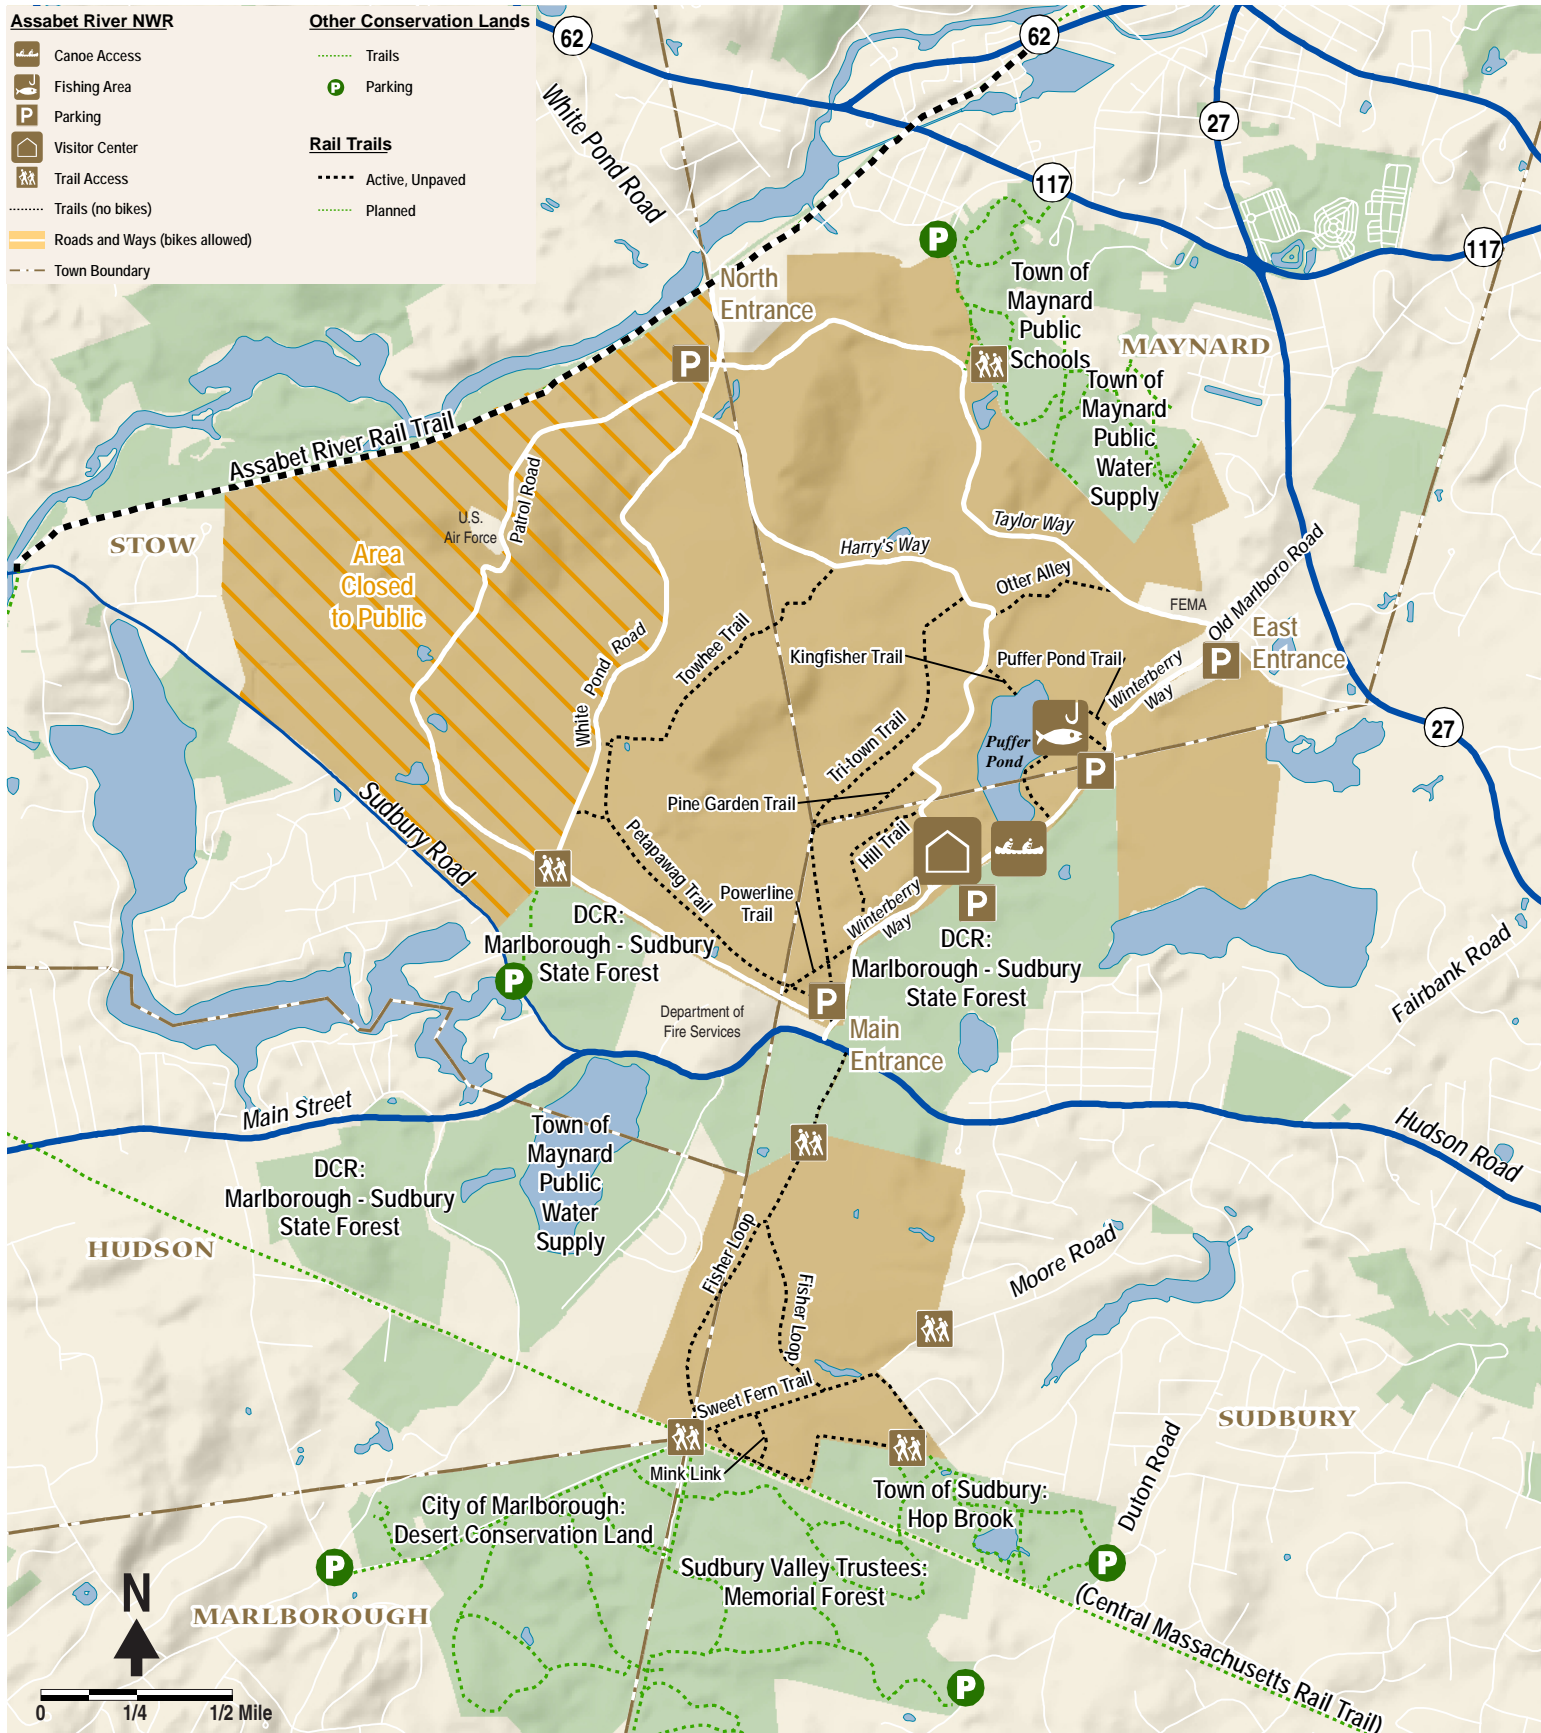 Assabet River NWR
Canoe Access
Fishing Area
P
Parking
Visitor Center
Trail Access
Trails (no bikes)
Roads and Ways (bikes allowed)
Town Boundary
Other Conservation Lands
Trails
P
Parking
Rail Trails
Active, Unpaved
Planned
62
62
27
117
117
White Pond Road
P
North
Entrance
Town of
Maynard
Public
Schools
MAYNARD
P
Town of
Maynard
Public
Water
Supply
Assabet River Rail Trail
Patrol Road
U.S.
Air Force
STOW
Area
Closed
to Public
Taylor Way
Harry's Way
Otter Alley
FEMA
Old Marlboro Road
East
Entrance
P
White Pond Road
Towhee Trail
Kingfisher Trail
Puffer Pond Trail
Winterberry
Way
27
Puffer
Pond
P
Tri-town Trail
Pine Garden Trail
Sudbury Road
Petapawag Trail
Hill Trail
Powerline
Trail
Winterberry
Way
P
DCR:
Marlborough - Sudbury
State Forest
P
DCR:
Marlborough - Sudbury
State Forest
Fairbank Road
Department of
Fire Services
P
Main
Entrance
Main Street
Hudson Road
Town of
Maynard
Public
Water
Supply
DCR:
Marlborough - Sudbury
State Forest
HUDSON
Fisher Loop
Fisher Loop
Moore Road
Sweet Fern Trail
SUDBURY
Mink Link
Duton Road
City of Marlborough:
Desert Conservation Land
Town of Sudbury:
Hop Brook
P
P
Sudbury Valley Trustees:
Memorial Forest
(Central Massachusetts Rail Trail)
N
MARLBOROUGH
P
0 1/4 1/2 Mile